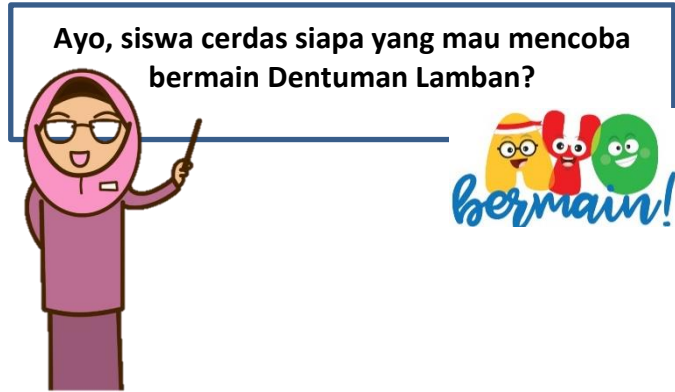 Ayo, siswa cerdas siapa yang mau mencoba
bermain Dentuman Lamban?
AYO
bermain!